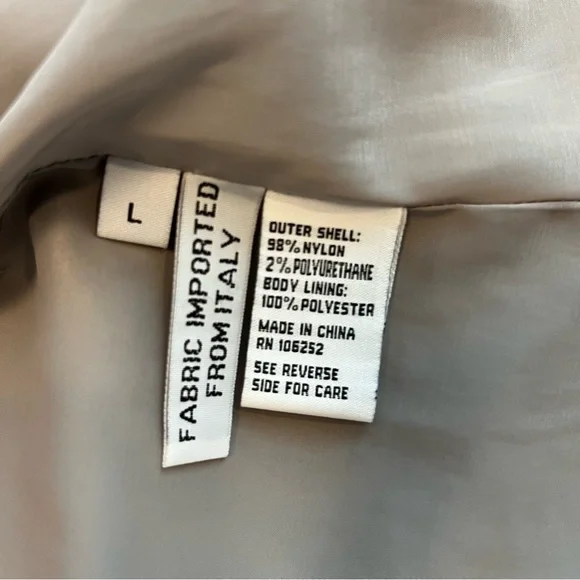 L
FABRIC IMPORTED
FROM ITALY
OUTER SHELL:
98% NYLON
2% POLYURETHANE
BODY LINING:
100% POLYESTER
MADE IN CHINA
RN 106252
SEE REVERSE
SIDE FOR CARE